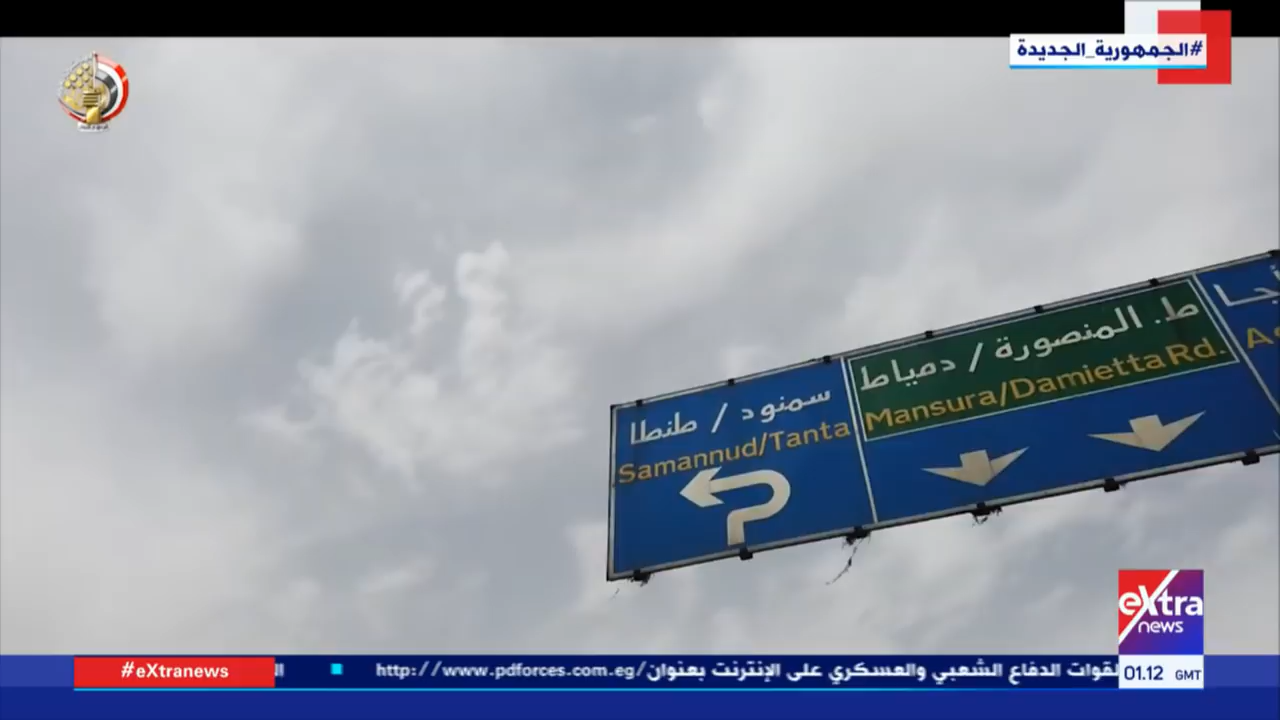 #الجمهورية_الجديدة
سمنود / طنطا
Samannud/Tanta
ط. المنصورة / دمياط
Mansura/Damietta Rd.
eXtra
news
#eXtranews
لقوات الدفاع الشعبي والعسكري على الإنترنت بعنوان/http://www.pdforces.com.eg
01.12 GMT